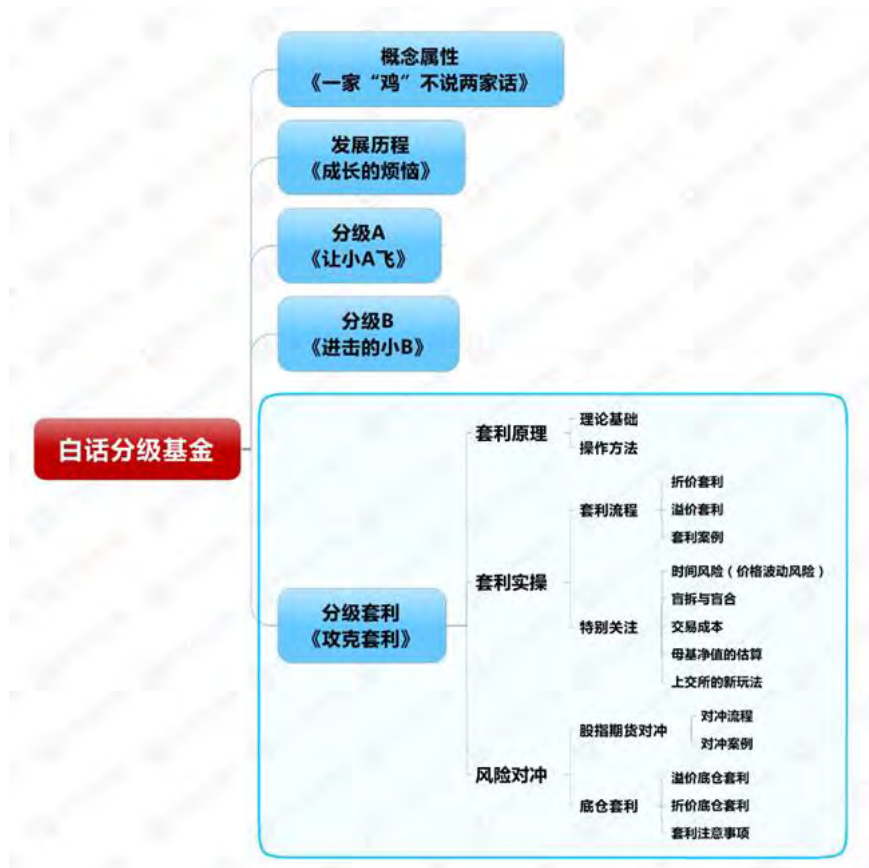 概念属性
《一家“鸡”不说两家话》
发展历程
《成长的烦恼》
分级A
《让小A飞》
分级B
《进击的小B》
白话分级基金
分级套利
《攻克套利》
套利原理
理论基础
操作方法
套利实操
套利流程
折价套利
溢价套利
套利案例
特别关注
时间风险（价格波动风险）
盲拆与盲合
交易成本
母基净值的估算
上交所的新玩法
风险对冲
股指期货对冲
对冲流程
对冲案例
底仓套利
溢价底仓套利
折价底仓套利
套利注意事项